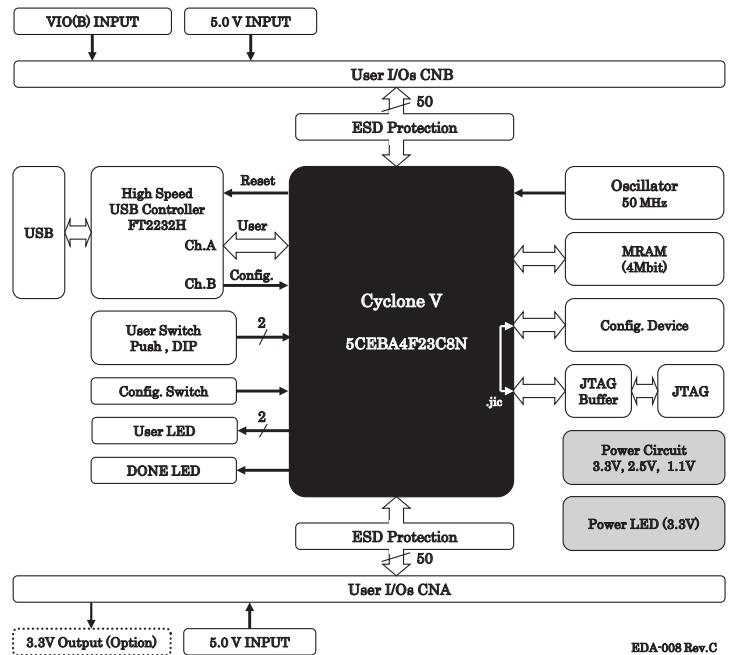 VIO(B) INPUT
5.0 V INPUT
User I/Os CNB
50
ESD Protection
USB
High Speed
USB Controller
FT2232H
Ch.A
Ch.B
Reset
User
Config.
Oscillator
50 MHz
MRAM
(4Mbit)
Cyclone V
5CEBA4F23C8N
Config. Device
User Switch
Push , DIP
2
Config. Switch
.jic
JTAG
Buffer
JTAG
User LED
2
DONE LED
Power Circuit
3.3V, 2.5V, 1.1V
Power LED (3.3V)
ESD Protection
50
User I/Os CNA
3.3V Output (Option)
5.0 V INPUT
EDA-008 Rev.C